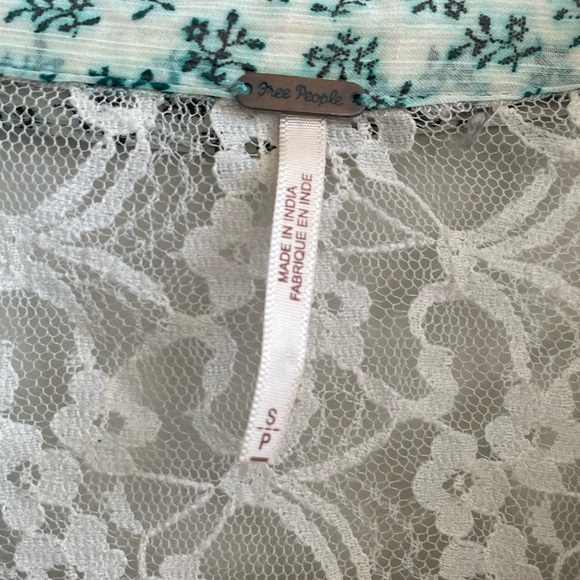 Free People
MADE IN INDIA
FABRIQUE EN INDE
S|P